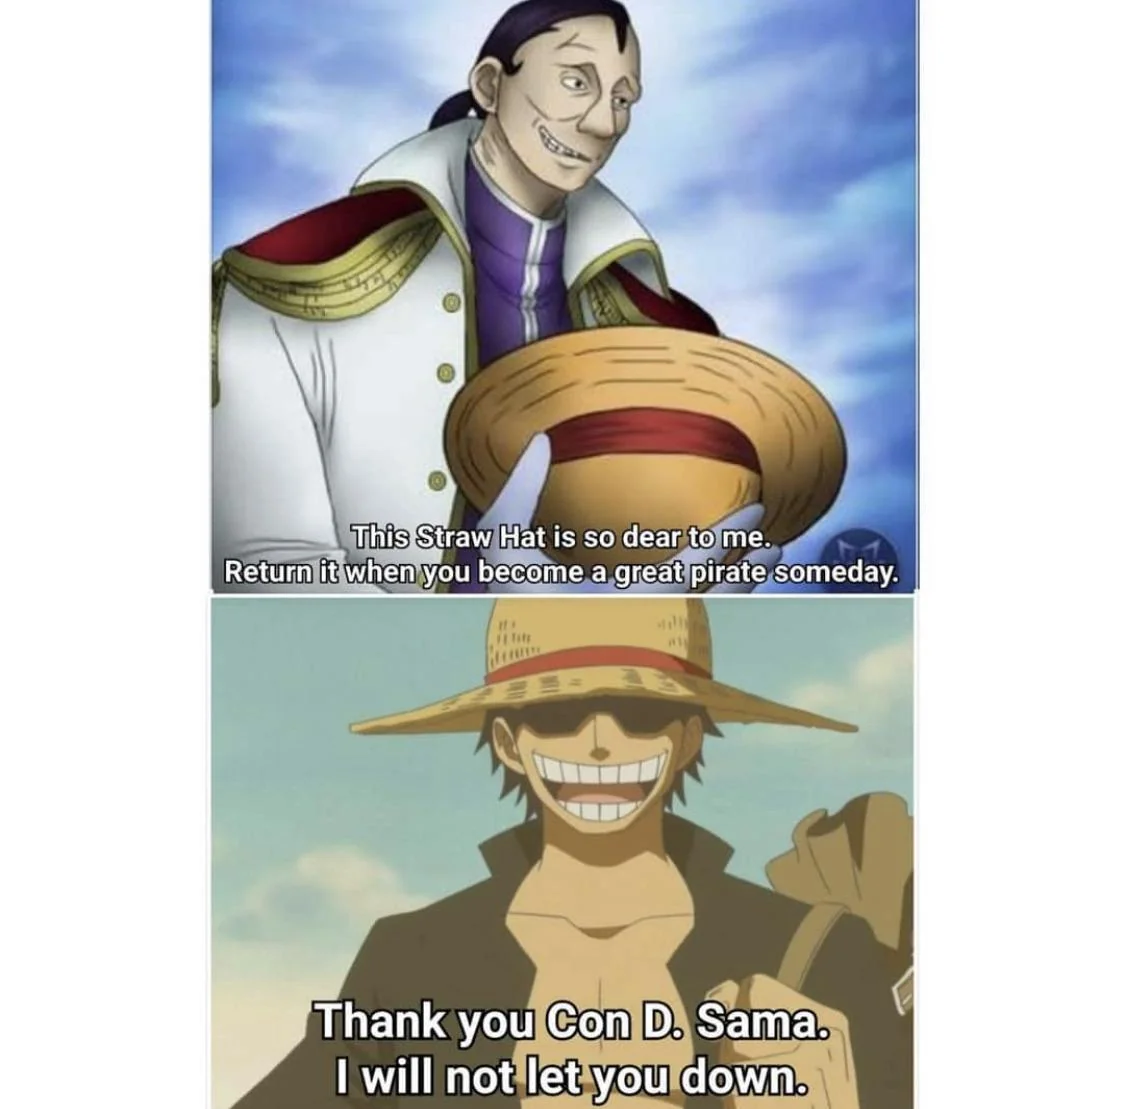 This Straw Hat is so dear to me.
Return it when you become a great pirate someday.
Thank you Con D. Sama.
I will not let you down.